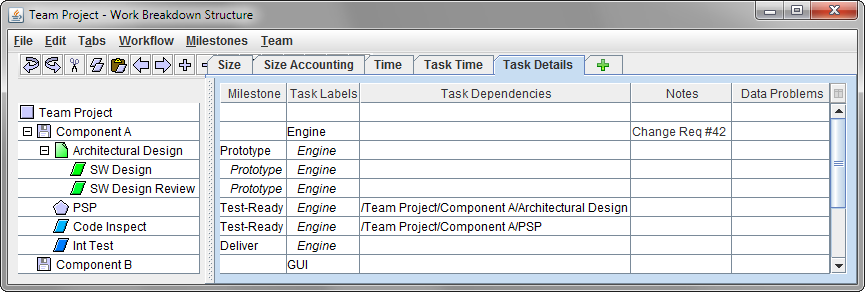 Team Project - Work Breakdown Structure
File Edit Tabs Workflow Milestones Team
Size Size Accounting Time Task Time Task Details
Milestone Task Labels Task Dependencies Notes Data Problems
Team Project
Component A Engine Change Req #42
Architectural Design Prototype Engine
SW Design Prototype Engine
SW Design Review Prototype Engine
PSP Test-Ready Engine /Team Project/Component A/Architectural Design
Code Inspect Test-Ready Engine /Team Project/Component A/PSP
Int Test Deliver Engine
Component B GUI